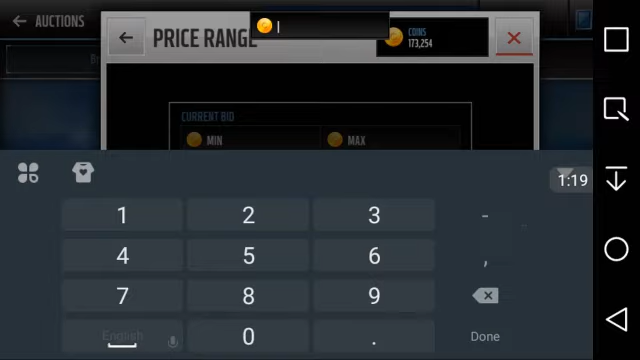 AUCTIONS
PRICE RANGE
COINS
173,254
CURRENT BID
MIN MAX
1:19
1 2 3 -
4 5 6 ,
7 8 9
English 0 . Done